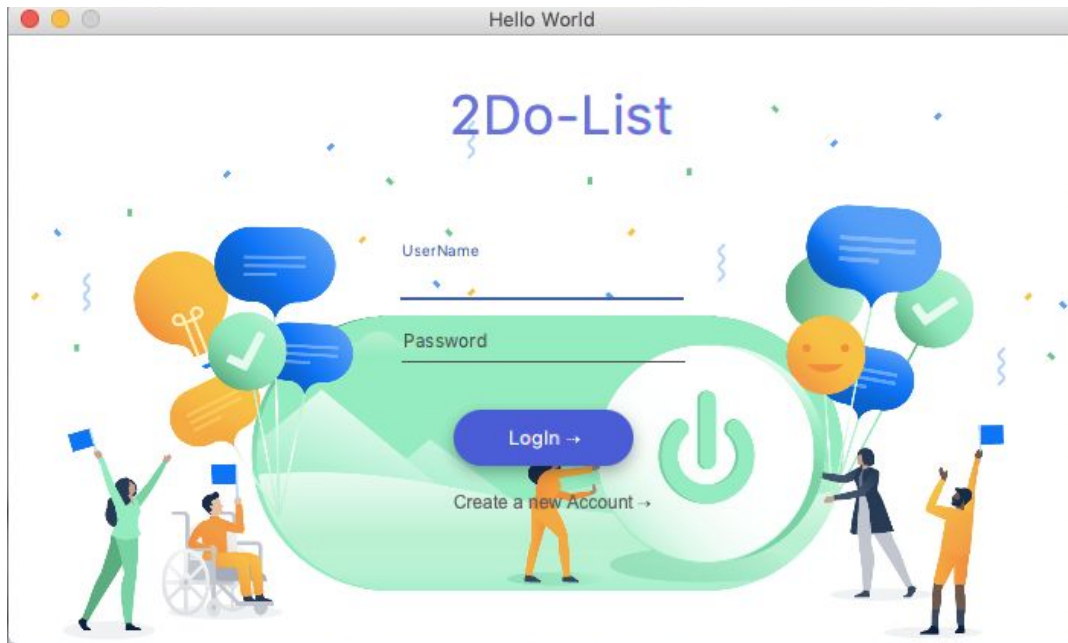 Hello World
2Do-List
UserName
Password
LogIn →
Create a new Account →